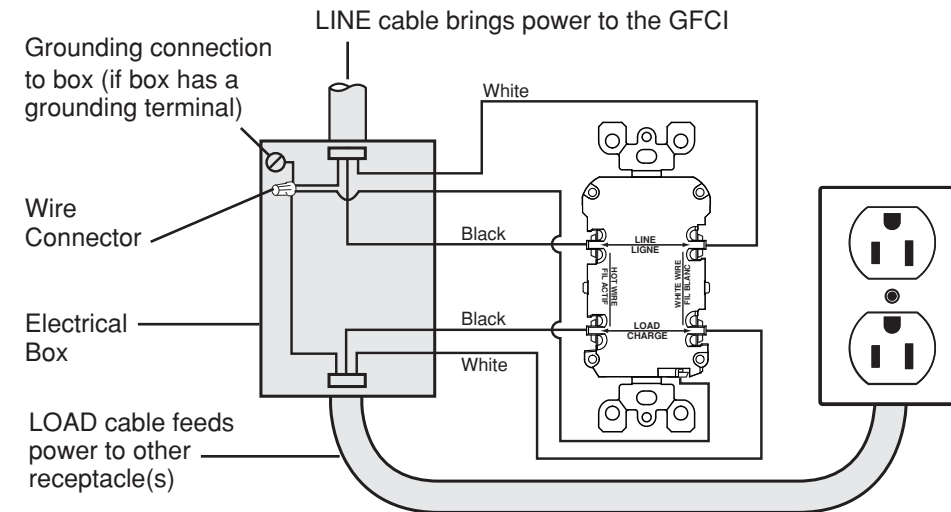 LINE cable brings power to the GFCI
Grounding connection
to box (if box has a
grounding terminal)
White
Wire
Connector
Black
LINE
LIGNE
HOT WIRE
FIL ACTIF
WHITE WIRE
FIL BLANC
Electrical
Box
Black
LOAD
CHARGE
White
LOAD cable feeds
power to other
receptacle(s)